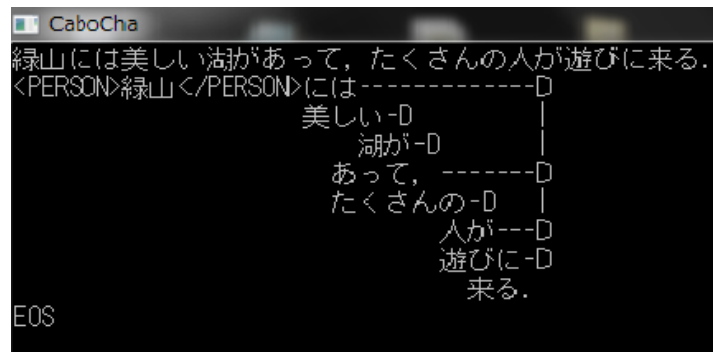 CaboCha
緑山には美しい湖があって，たくさんの人が遊びに来る．
<PERSON>緑山</PERSON>には-------------D
美しい-D |
湖が-D |
あって，-------D
たくさんの-D |
人が---D
遊びに-D
来る．
EOS